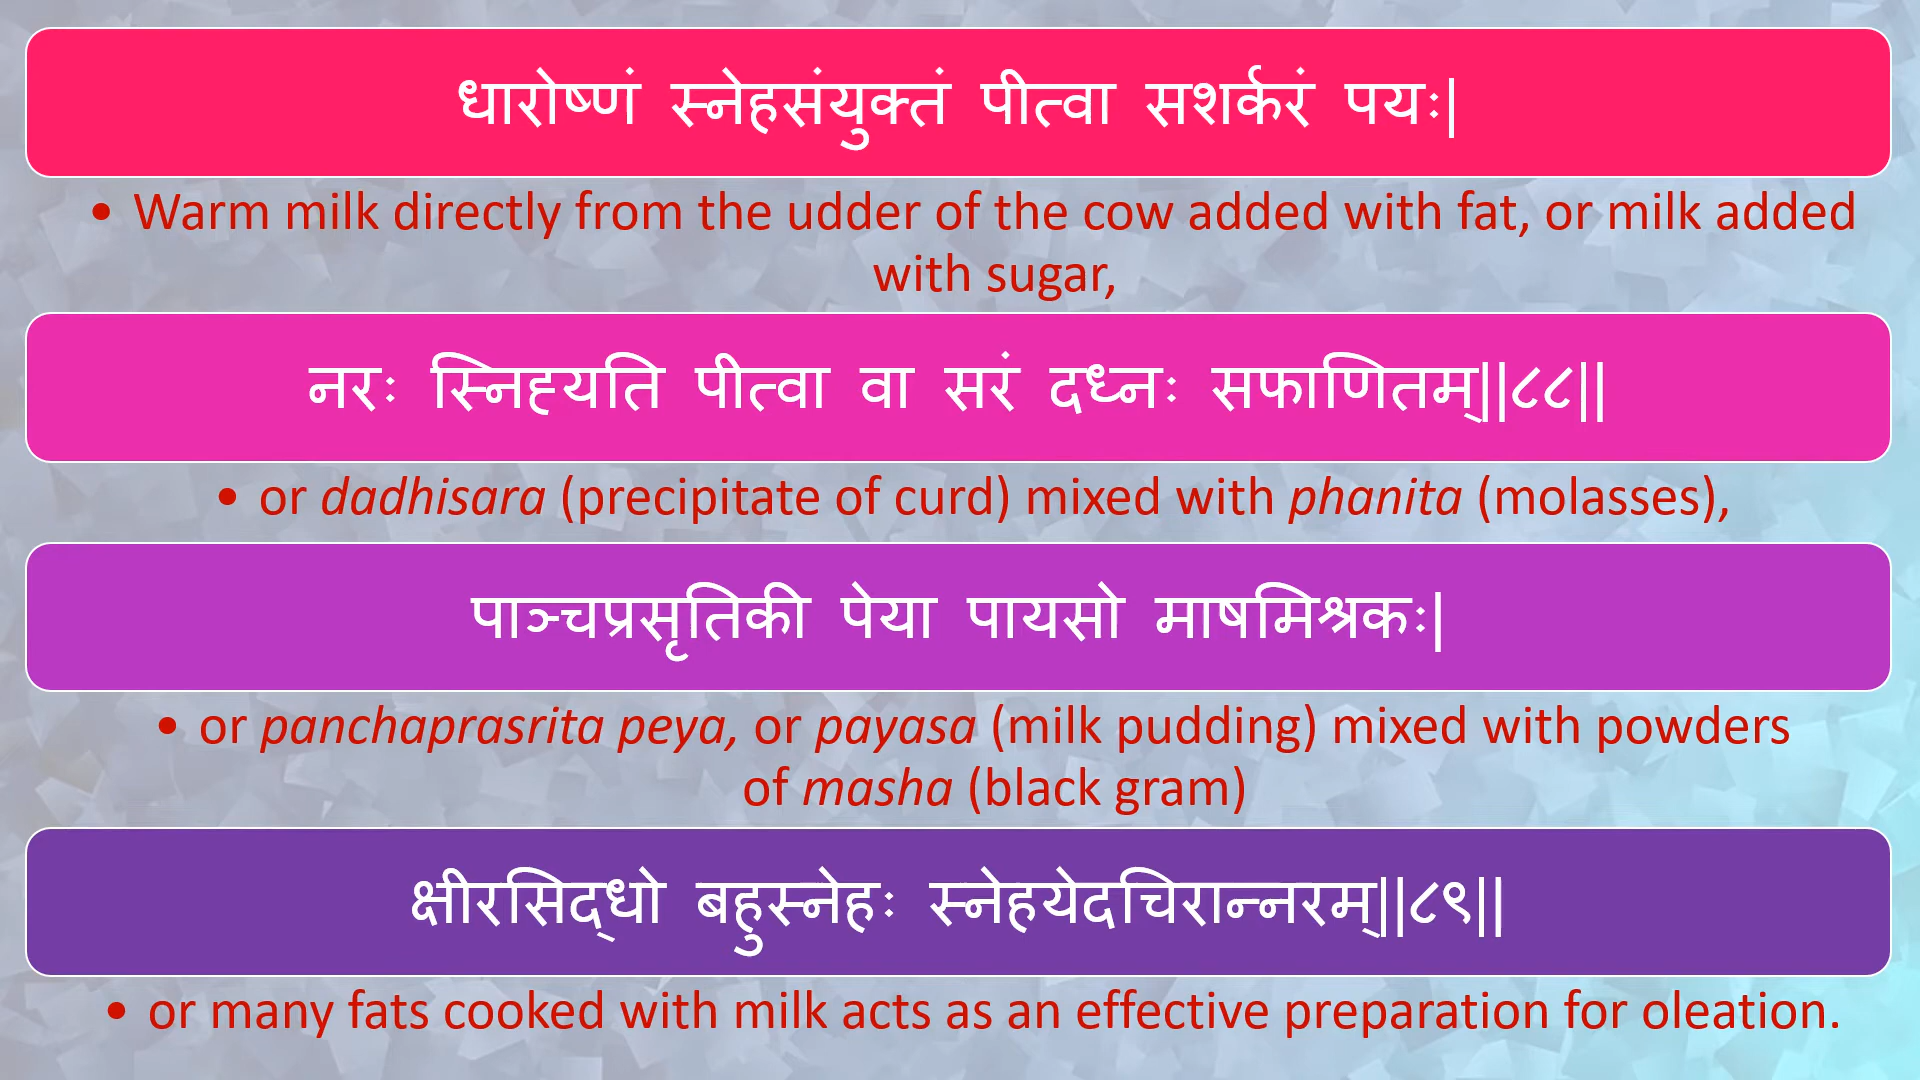 धारोष्णं स्नेहसंयुक्तं पीत्वा सशर्करं पयः|
• Warm milk directly from the udder of the cow added with fat, or milk added
with sugar,
नरः स्निह्यति पीत्वा वा सरं दध्नः सफाणितम्||८८||
• or dadhisara (precipitate of curd) mixed with phanita (molasses),
पाञ्चप्रसृतिकी पेया पायसो माषमिश्रकः|
• or panchaprasrita peya, or payasa (milk pudding) mixed with powders
of masha (black gram)
क्षीरसिद्धो बहुस्नेहः स्नेहयेदचिरान्नरम्||८९||
• or many fats cooked with milk acts as an effective preparation for oleation.